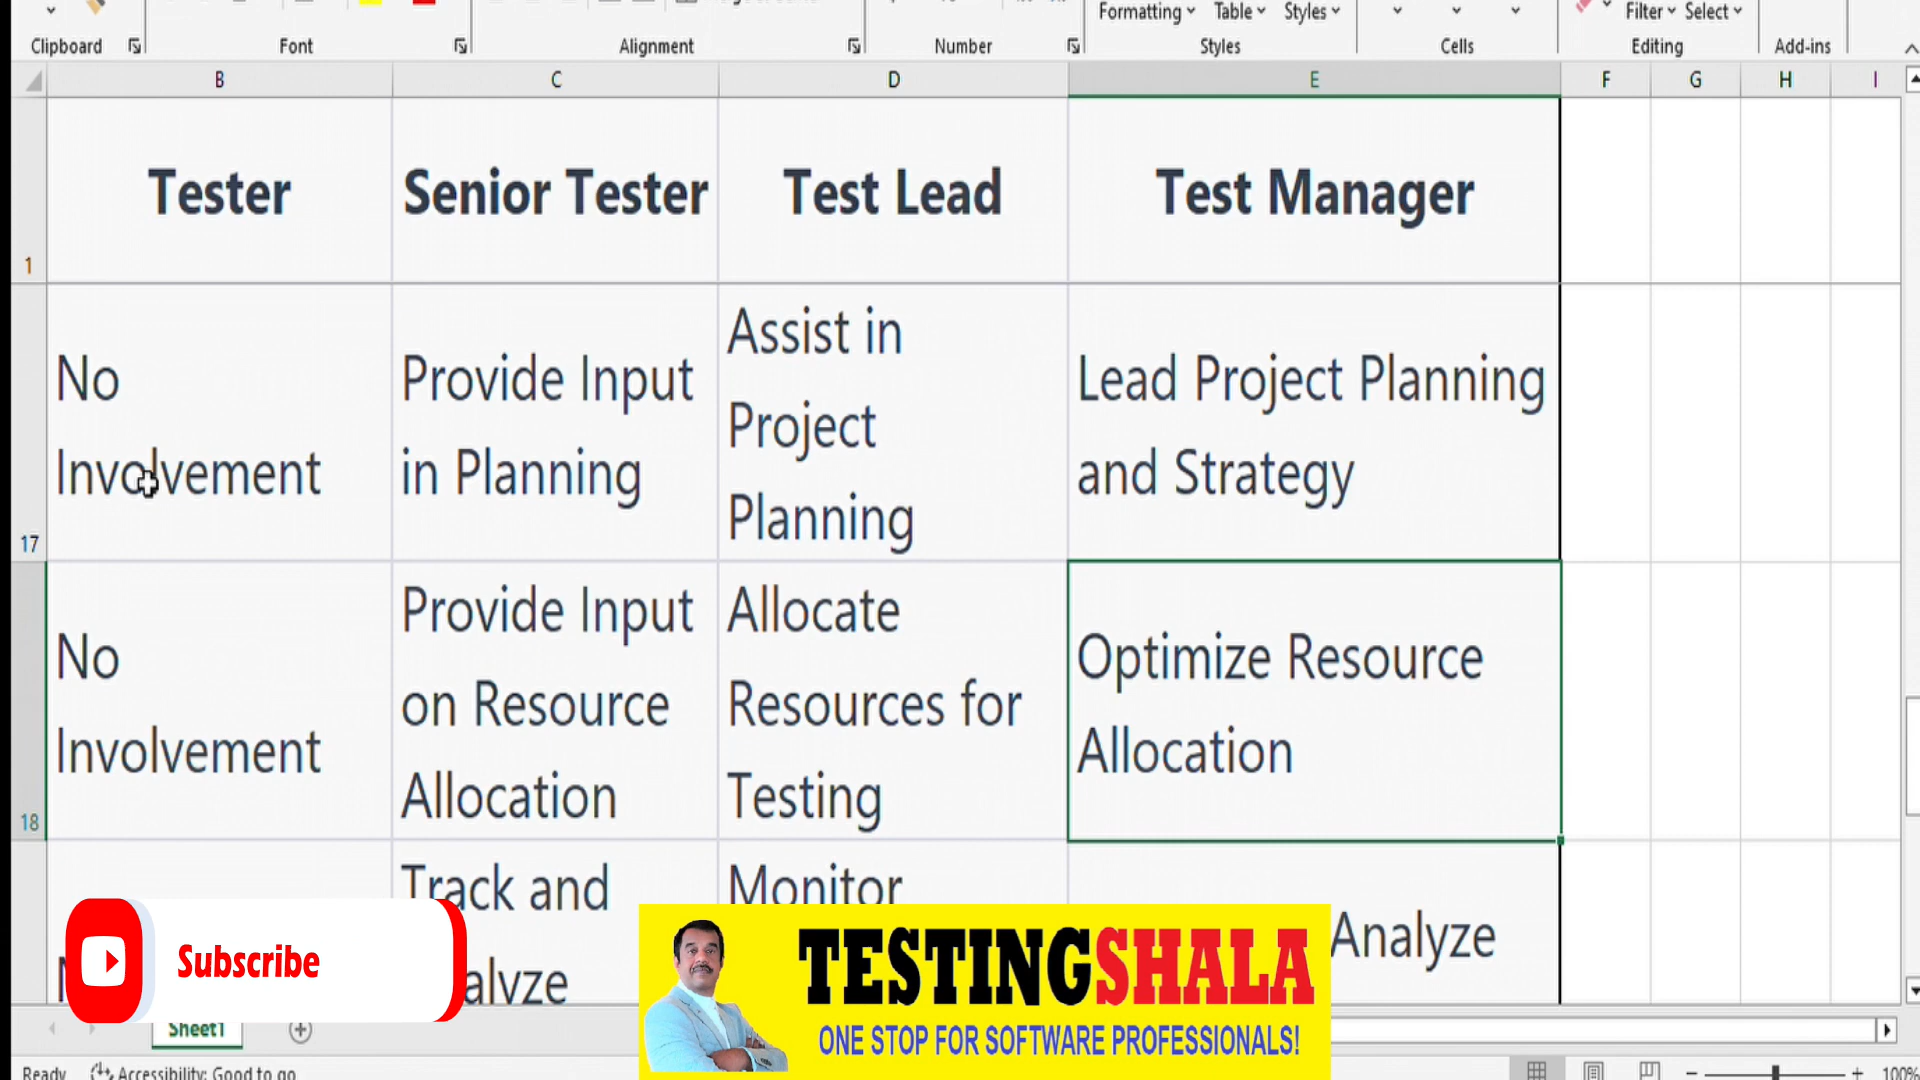 Formatting Table Styles Filter Select
Clipboard Font Alignment Number Styles Cells Editing Add-ins
B C D E F G H I
Tester Senior Tester Test Lead Test Manager
1
No
Involvement
Provide Input
in Planning
Assist in
Project
Planning
Lead Project Planning
and Strategy
17
No
Involvement
Provide Input
on Resource
Allocation
Allocate
Resources for
Testing
Optimize Resource
Allocation
18
Track and
Monitor
Analyze
Subscribe
TESTINGSHALA
ONE STOP FOR SOFTWARE PROFESSIONALS!
Sheet1
Ready Accessibility: Good to go
100%